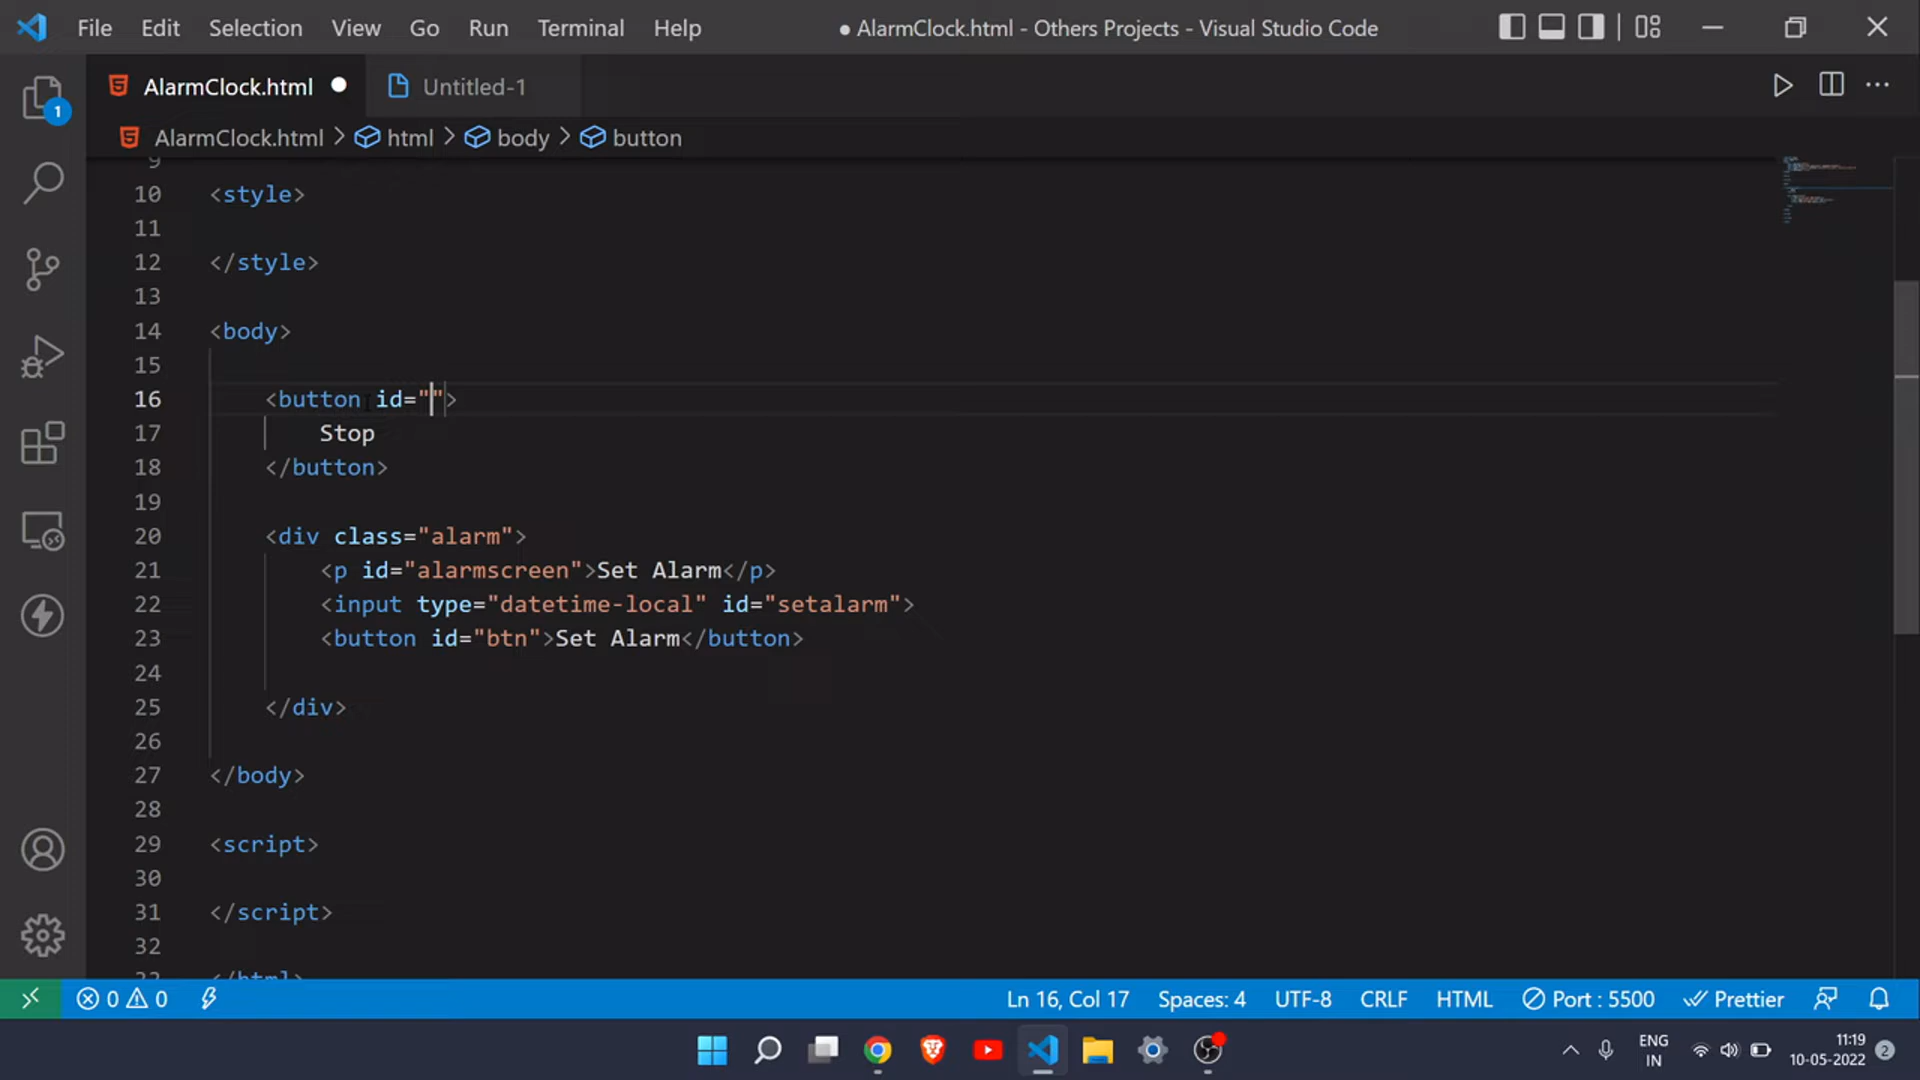 File Edit Selection View Go Run Terminal Help ● AlarmClock.html - Others Projects - Visual Studio Code
AlarmClock.html ● Untitled-1
1
AlarmClock.html > html > body > button
9
10 <style>
11
12 </style>
13
14 <body>
15
16 <button id="">
17 Stop
18 </button>
19
20 <div class="alarm">
21 <p id="alarmscreen">Set Alarm</p>
22 <input type="datetime-local" id="setalarm">
23 <button id="btn">Set Alarm</button>
24
25 </div>
26
27 </body>
28
29 <script>
30
31 </script>
32
33 </html>
0 0 Ln 16, Col 17 Spaces: 4 UTF-8 CRLF HTML Port : 5500 Prettier
ENG 11:19
IN 10-05-2022 2